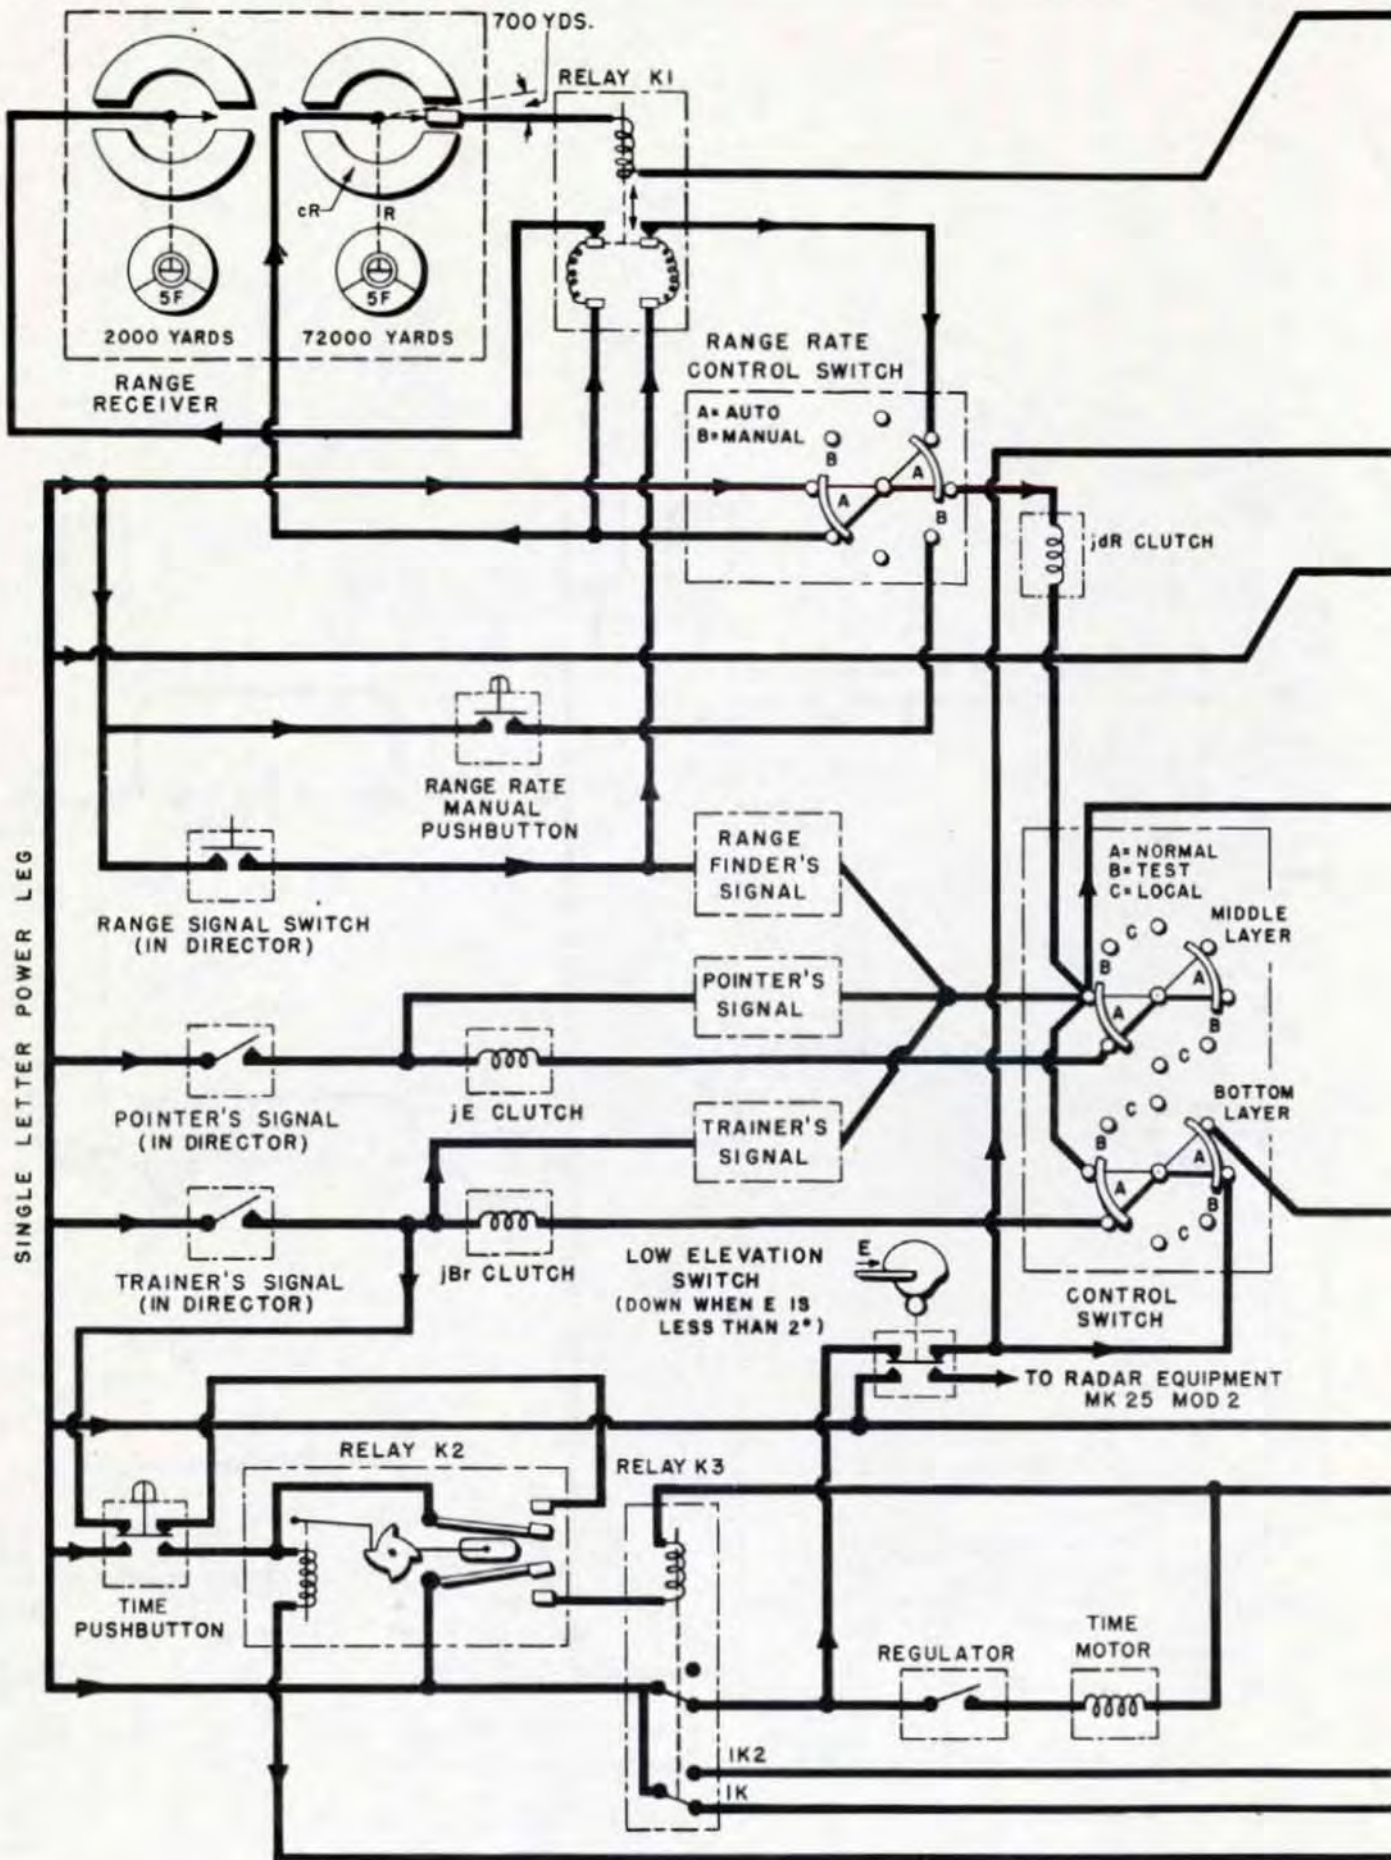 700 YDS.
RELAY K1
cR
R
5F
5F
2000 YARDS
72000 YARDS
RANGE
RECEIVER
RANGE RATE
CONTROL SWITCH
A= AUTO
B= MANUAL
B
A
A
B
jdR CLUTCH
RANGE RATE
MANUAL
PUSHBUTTON
RANGE SIGNAL SWITCH
(IN DIRECTOR)
RANGE
FINDER'S
SIGNAL
A= NORMAL
B= TEST
C= LOCAL
MIDDLE
LAYER
C
B
A
A
B
C
POINTER'S
SIGNAL
POINTER'S SIGNAL
(IN DIRECTOR)
jE CLUTCH
TRAINER'S
SIGNAL
BOTTOM
LAYER
C
B
A
A
B
C
TRAINER'S SIGNAL
(IN DIRECTOR)
jBr CLUTCH
LOW ELEVATION
SWITCH
(DOWN WHEN E IS
LESS THAN 2°)
E
CONTROL
SWITCH
TO RADAR EQUIPMENT
MK 25 MOD 2
SINGLE LETTER POWER LEG
RELAY K2
RELAY K3
TIME
PUSHBUTTON
REGULATOR
TIME
MOTOR
1K2
1K